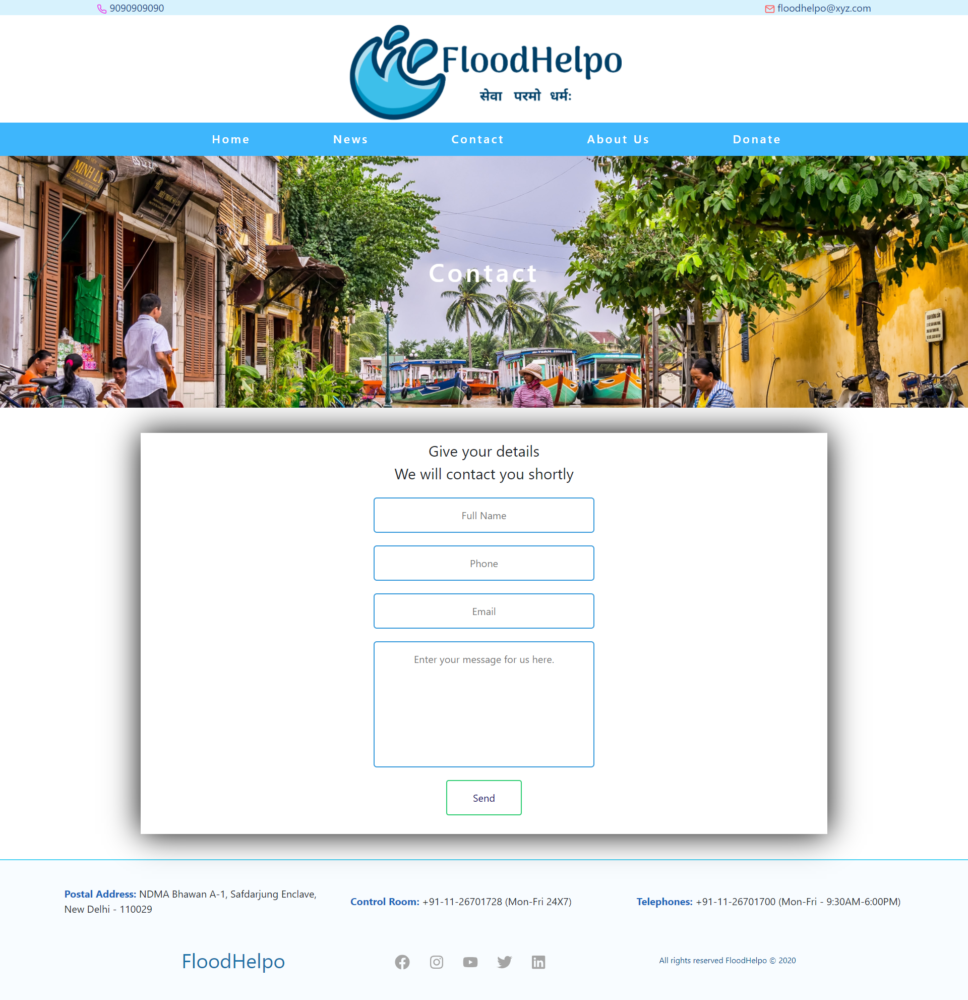 9090909090
floodhelpo@xyz.com
FloodHelpo
सेवा परमो धर्मः
Home News Contact About Us Donate
MINH LÝ
Contact
Give your details
We will contact you shortly
Full Name
Phone
Email
Enter your message for us here.
Send
Postal Address: NDMA Bhawan A-1, Safdarjung Enclave,
New Delhi - 110029
Control Room: +91-11-26701728 (Mon-Fri 24X7)
Telephones: +91-11-26701700 (Mon-Fri - 9:30AM-6:00PM)
FloodHelpo
All rights reserved FloodHelpo © 2020